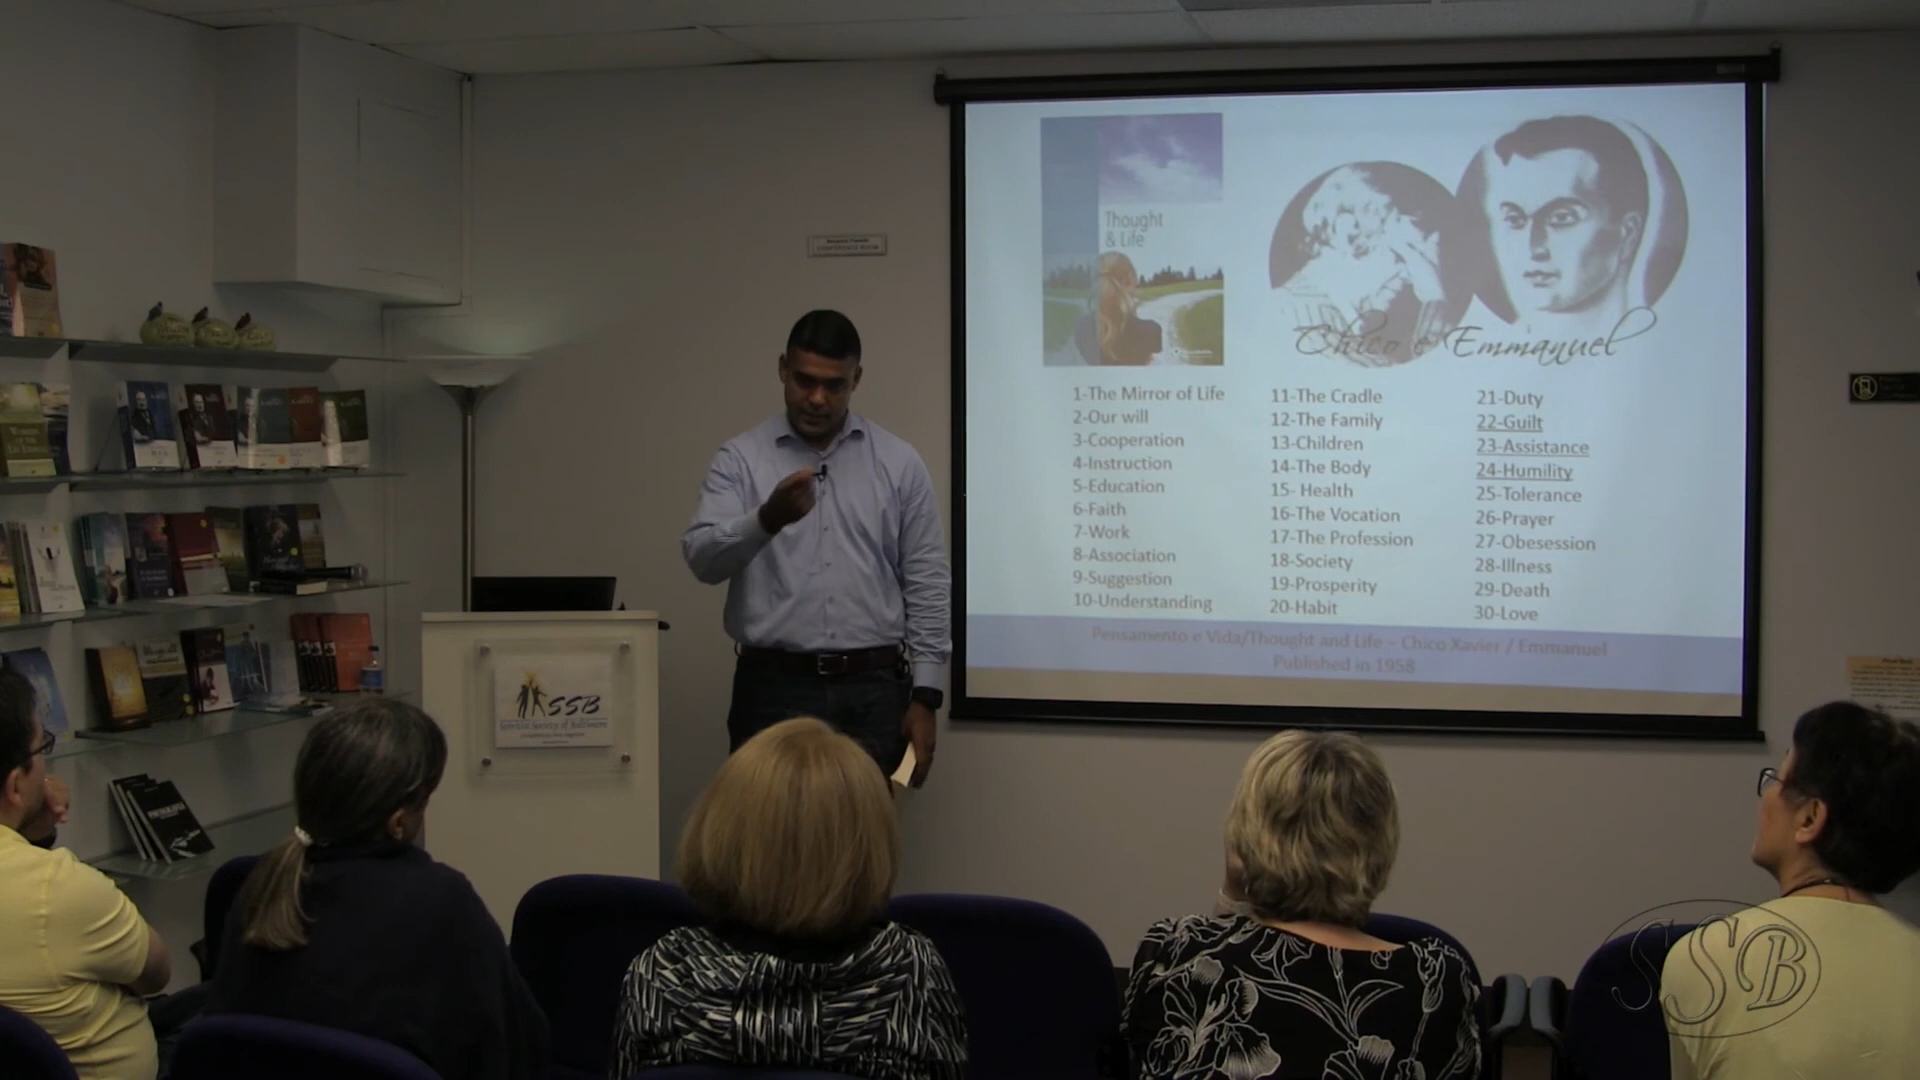 Thought
& Life
Chico e Emmanuel
1-The Mirror of Life
2-Our will
3-Cooperation
4-Instruction
5-Education
6-Faith
7-Work
8-Association
9-Suggestion
10-Understanding
11-The Cradle
12-The Family
13-Children
14-The Body
15- Health
16-The Vocation
17-The Profession
18-Society
19-Prosperity
20-Habit
21-Duty
22-Guilt
23-Assistance
24-Humility
25-Tolerance
26-Prayer
27-Obesession
28-Illness
29-Death
30-Love
Pensamento e Vida/Thought and Life – Chico Xavier / Emmanuel
Published in 1958
SSB
Spiritist Society of Baltimore
SSB